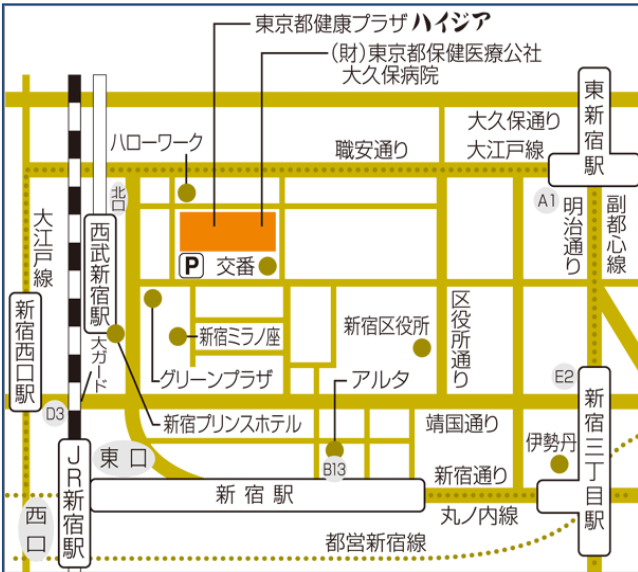 東京都健康プラザ ハイジア
(財)東京都保健医療公社
大久保病院
東新宿駅
大久保通り
大江戸線
ハローワーク
職安通り
北口
A1
明治通り
副都心線
大江戸線
西武新宿駅
P
交番
新宿西口駅
大ガード
新宿ミラノ座
新宿区役所
区役所通り
グリーンプラザ
アルタ
E2
D3
新宿プリンスホテル
靖国通り
新宿三丁目駅
伊勢丹
東口
B13
新宿通り
JR新宿駅
新宿駅
丸ノ内線
西口
都営新宿線